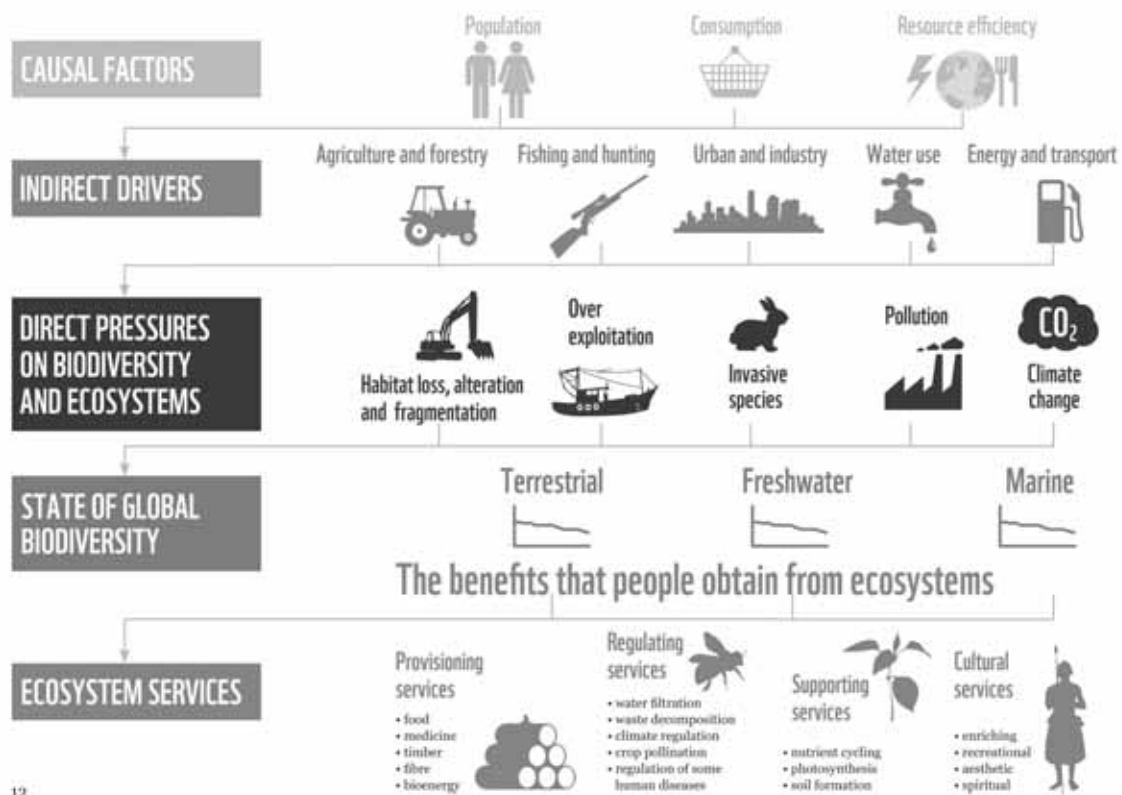 Population
Consumption
Resource efficiency
CAUSAL FACTORS
Agriculture and forestry
Fishing and hunting
Urban and industry
Water use
Energy and transport
INDIRECT DRIVERS
DIRECT PRESSURES
ON BIODIVERSITY
AND ECOSYSTEMS
Habitat loss, alteration
and fragmentation
Over
exploitation
Invasive
species
Pollution
CO2
Climate
change
STATE OF GLOBAL
BIODIVERSITY
Terrestrial
Freshwater
Marine
The benefits that people obtain from ecosystems
ECOSYSTEM SERVICES
Provisioning
services
• food
• medicine
• timber
• fibre
• bioenergy
Regulating
services
• water filtration
• waste decomposition
• climate regulation
• crop pollination
• regulation of some
human diseases
Supporting
services
• nutrient cycling
• photosynthesis
• soil formation
Cultural
services
• enriching
• recreational
• aesthetic
• spiritual